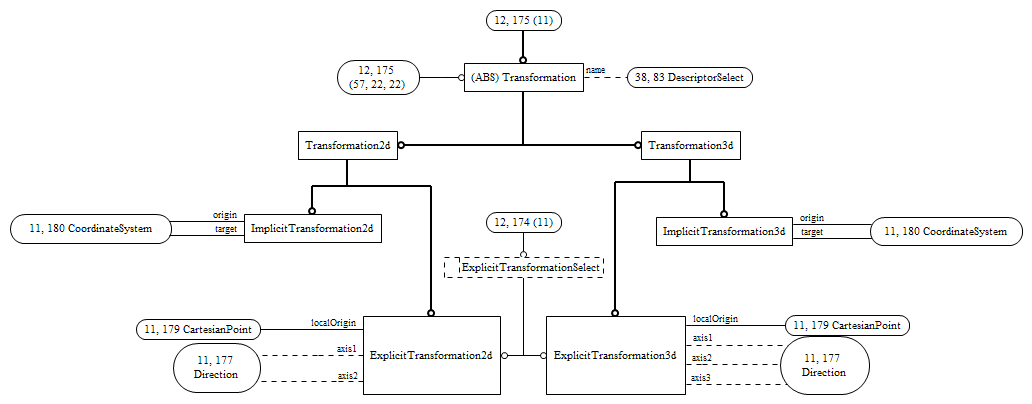 12, 175 (11)
12, 175
(57, 22, 22)
(ABS) Transformation
name
38, 83 DescriptorSelect
Transformation2d
Transformation3d
11, 180 CoordinateSystem
origin
target
ImplicitTransformation2d
12, 174 (11)
ImplicitTransformation3d
origin
target
11, 180 CoordinateSystem
ExplicitTransformationSelect
11, 179 CartesianPoint
localOrigin
11, 177
Direction
axis1
axis2
ExplicitTransformation2d
ExplicitTransformation3d
localOrigin
axis1
axis2
axis3
11, 179 CartesianPoint
11, 177
Direction